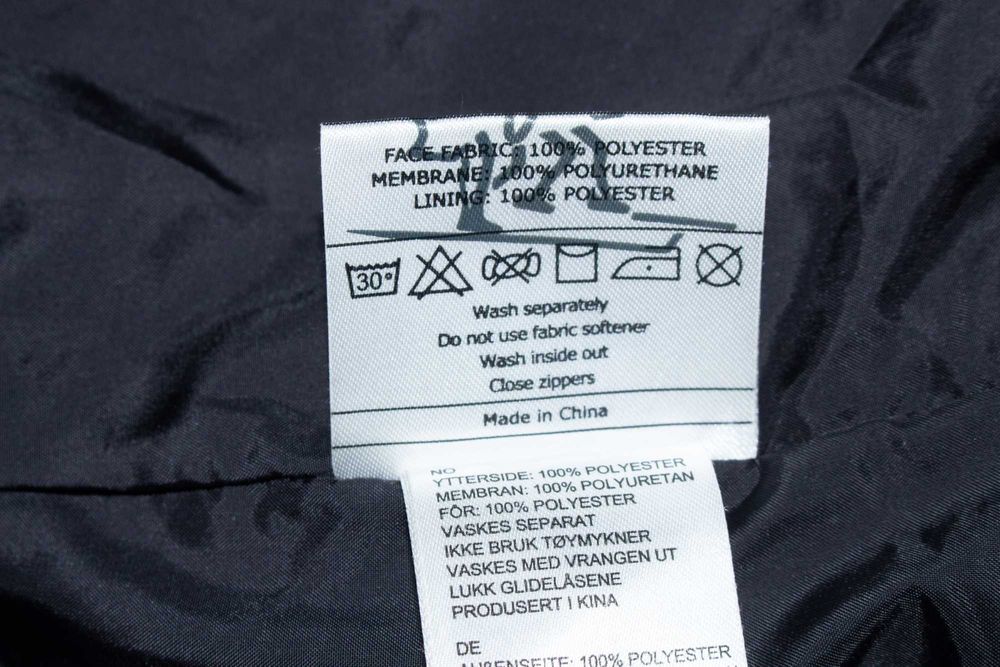 FACE FABRIC: 100% POLYESTER
MEMBRANE: 100% POLYURETHANE
LINING: 100% POLYESTER
30°
Wash separately
Do not use fabric softener
Wash inside out
Close zippers
Made in China
NO
YTTERSIDE: 100% POLYESTER
MEMBRAN: 100% POLYURETAN
FÔR: 100% POLYESTER
VASKES SEPARAT
IKKE BRUK TØYMYKNER
VASKES MED VRANGEN UT
LUKK GLIDELÅSENE
PRODUSERT I KINA
DE
AUßENSEITE: 100% POLYESTER